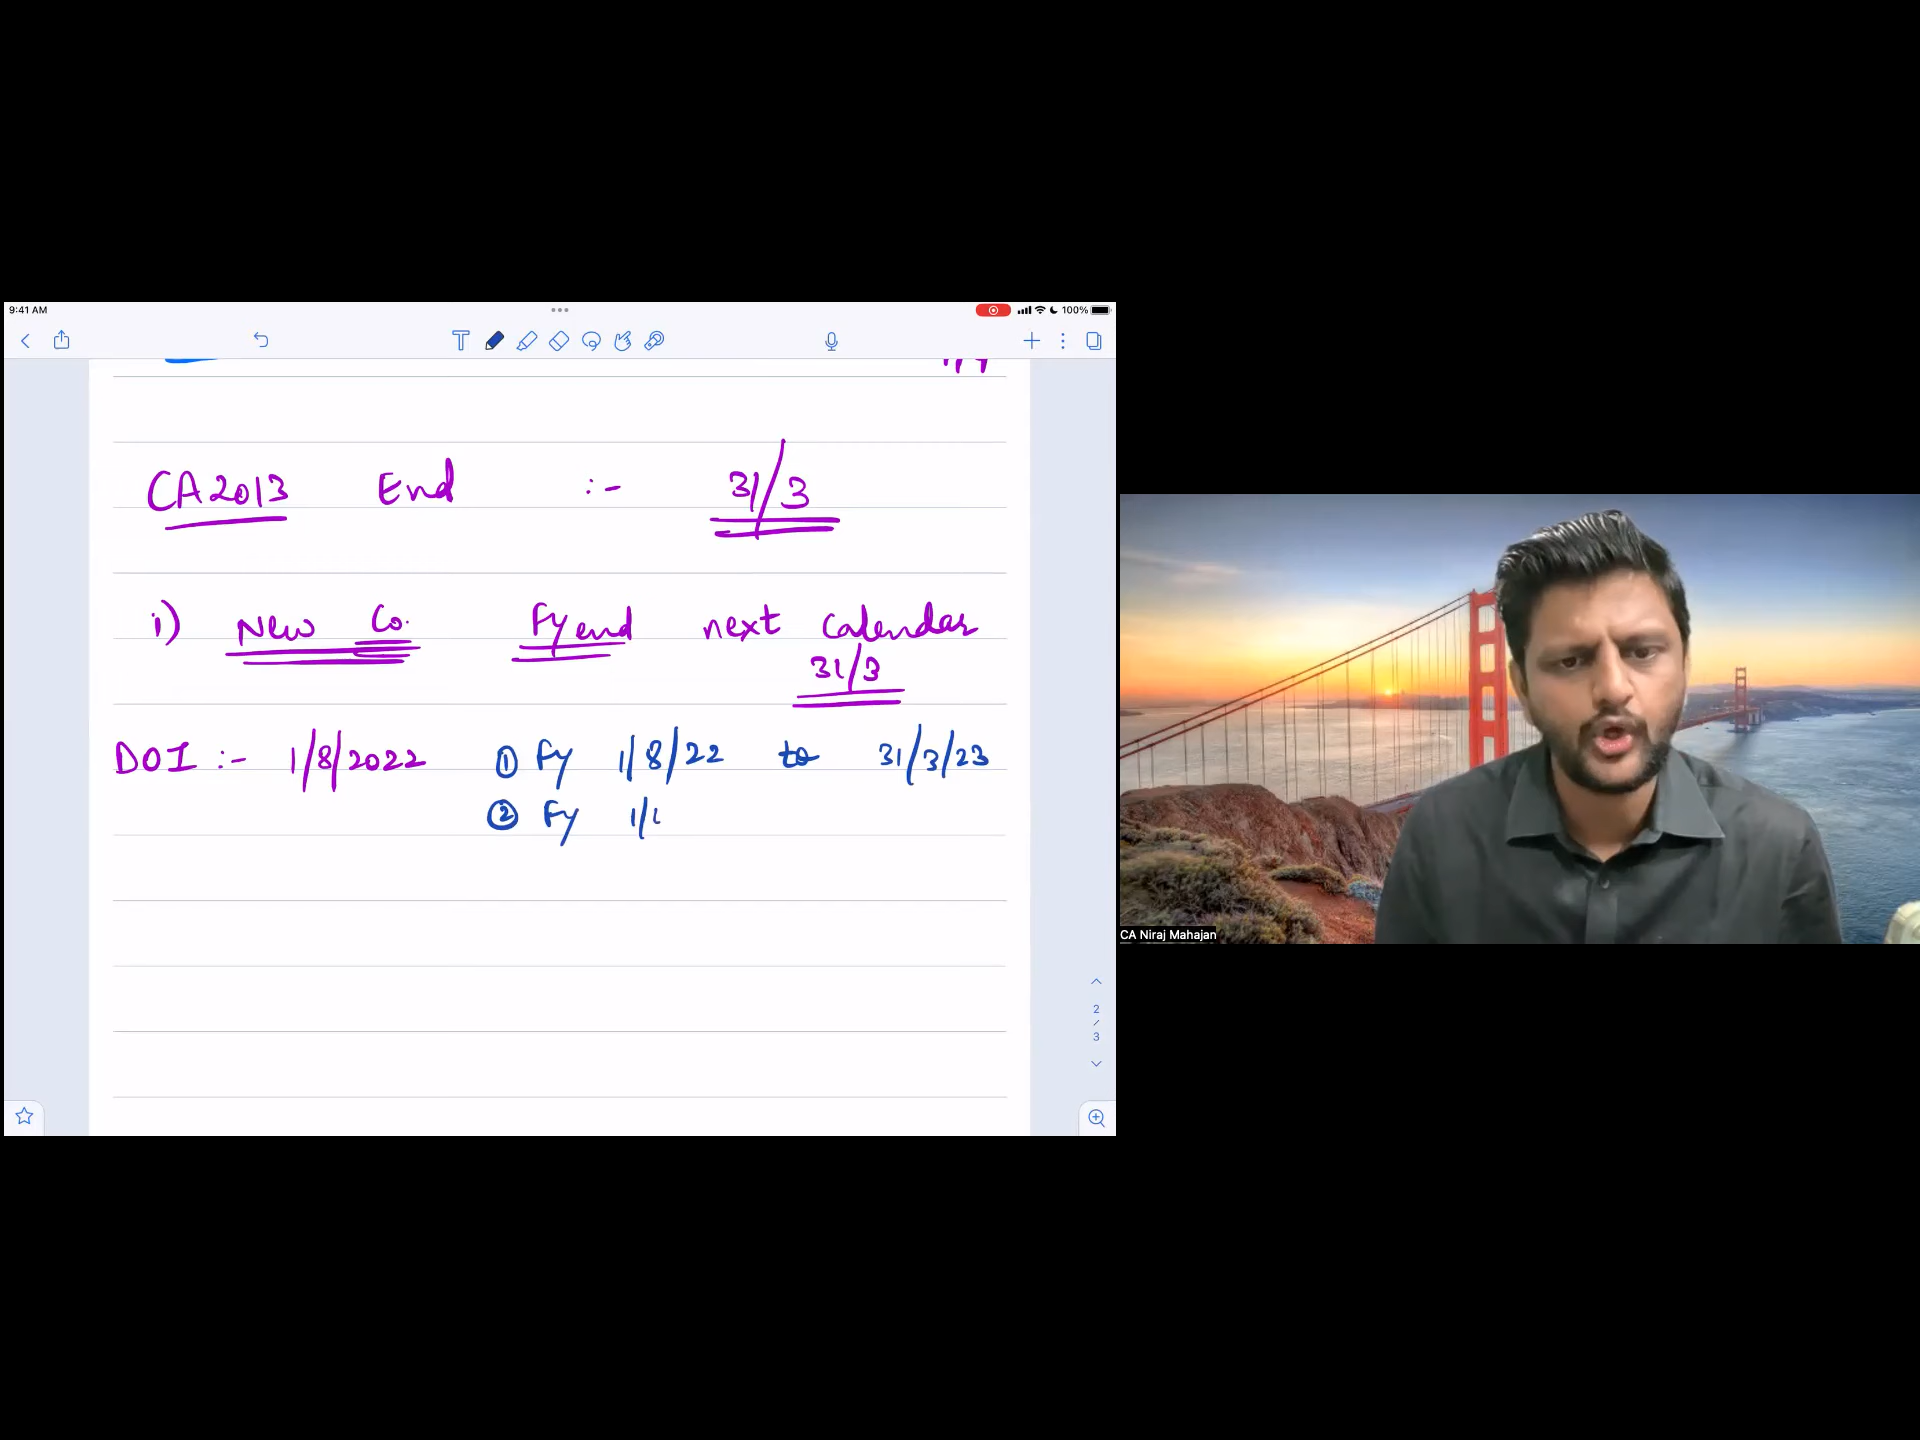 9:41 AM
100%
CA2013 End :- 31/3
i) New Co. Fy end next calendar
31/3
DOI :- 1/8/2022 ① Fy 1/8/22 to 31/3/23
② Fy 1/
CA Niraj Mahajan
2
/
3